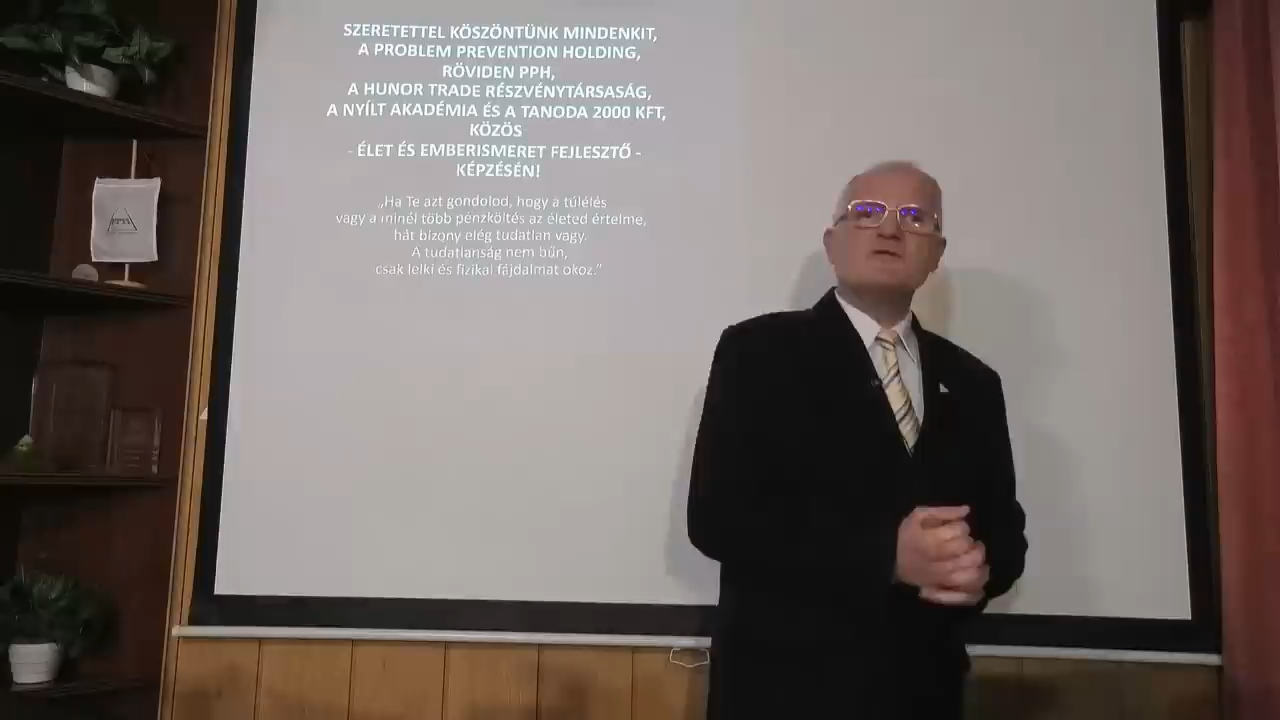 SZERETETTEL KÖSZÖNTÜNK MINDENKIT,
A PROBLEM PREVENTION HOLDING,
RÖVIDEN PPH,
A HUNOR TRADE RÉSZVÉNYTÁRSASÁG,
A NYÍLT AKADÉMIA ÉS A TANODA 2000 KFT,
KÖZÖS
- ÉLET ÉS EMBERISMERET FEJLESZTŐ -
KÉPZÉSÉN!
„Ha Te azt gondolod, hogy a túlélés
vagy a minél több pénzköltés az életed értelme,
hát bizony elég tudatlan vagy.
A tudatlanság nem bűn,
csak lelki és fizikai fájdalmat okoz.”